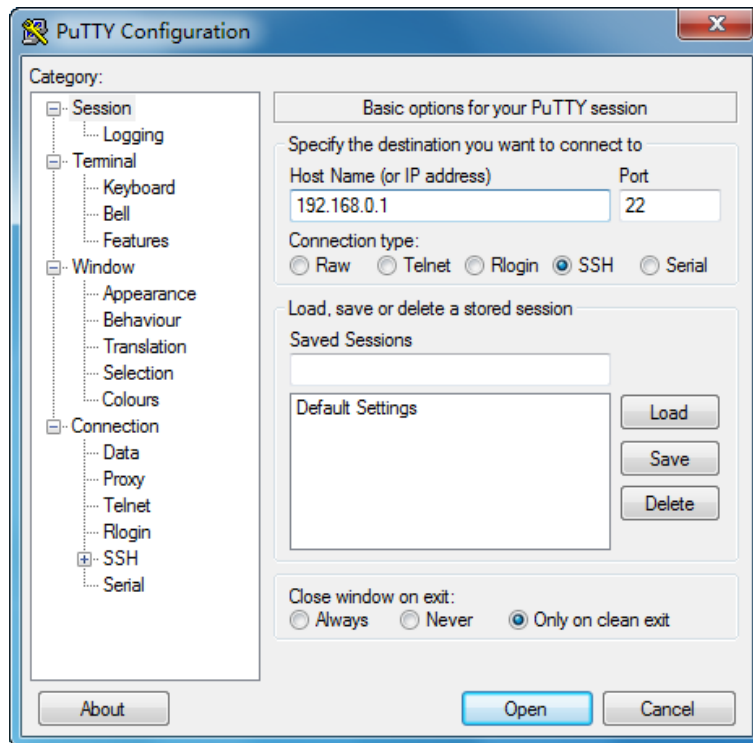 PuTTY Configuration
Category:
Session
Logging
Terminal
Keyboard
Bell
Features
Window
Appearance
Behaviour
Translation
Selection
Colours
Connection
Data
Proxy
Telnet
Rlogin
SSH
Serial
Basic options for your PuTTY session
Specify the destination you want to connect to
Host Name (or IP address) Port
192.168.0.1 22
Connection type:
Raw Telnet Rlogin SSH Serial
Load, save or delete a stored session
Saved Sessions
Default Settings
Load
Save
Delete
Close window on exit:
Always Never Only on clean exit
About Open Cancel